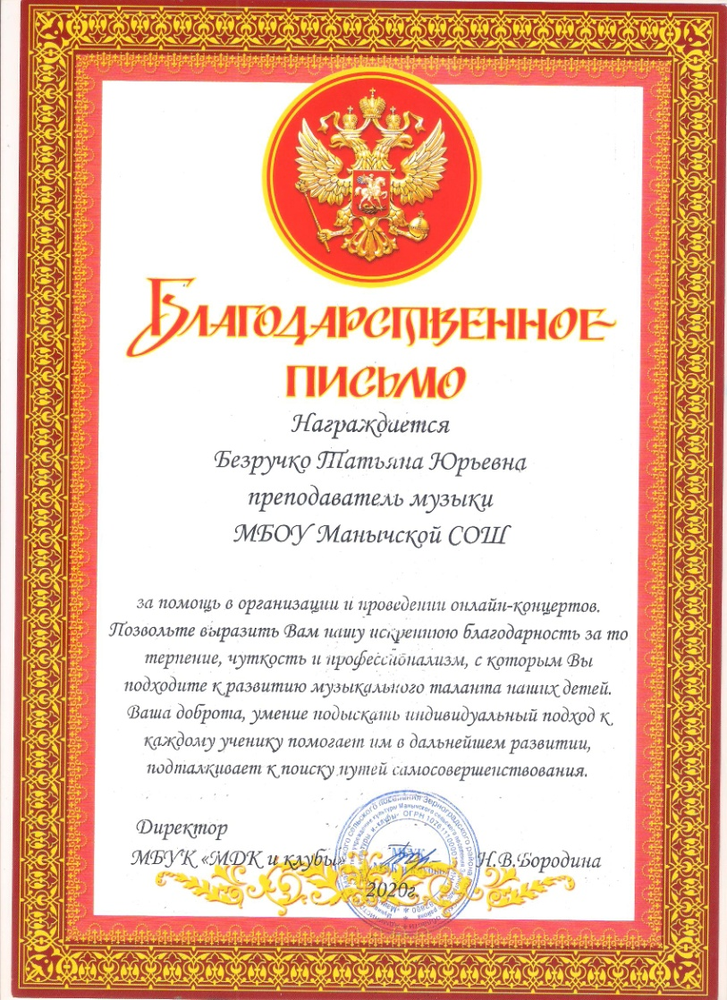 Благодарственное
письмо
Награждается
Безручко Татьяна Юрьевна
преподаватель музыки
МБОУ Манычской СОШ
за помощь в организации и проведении онлайн-концертов.
Позвольте выразить Вам нашу искреннюю благодарность за то
терпение, чуткость и профессионализм, с которым Вы
подходите к развитию музыкального таланта наших детей.
Ваша доброта, умение подыскать индивидуальный подход к
каждому ученику помогает им в дальнейшем развитии,
подталкивает к поиску путей самосовершенствования.
Директор
МБУК «МДК и клубы» Н.В.Бородина
2020г.